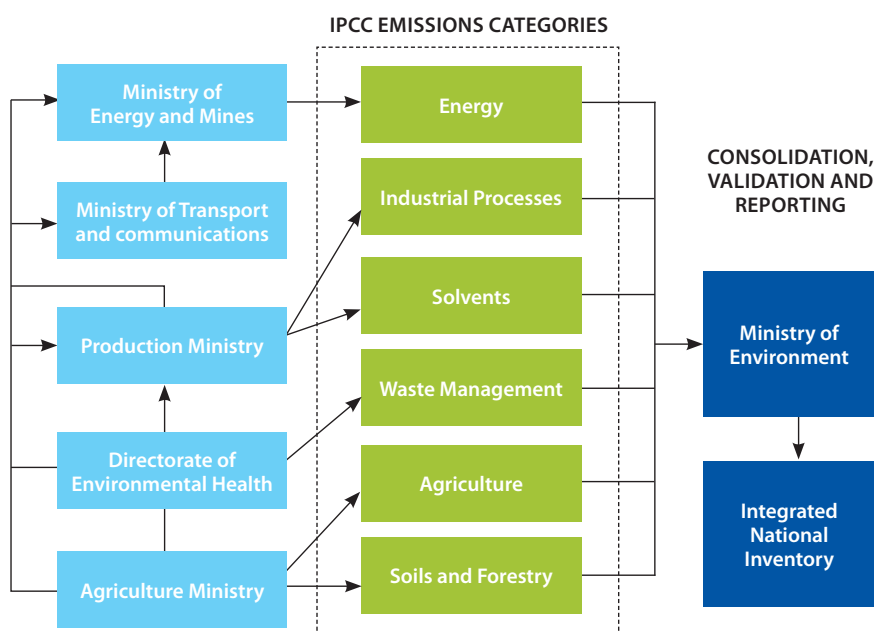 IPCC EMISSIONS CATEGORIES
Ministry of
Energy and Mines
Ministry of Transport
and communications
Production Ministry
Directorate of
Environmental Health
Agriculture Ministry
Energy
Industrial Processes
Solvents
Waste Management
Agriculture
Soils and Forestry
CONSOLIDATION,
VALIDATION AND
REPORTING
Ministry of
Environment
Integrated
National
Inventory